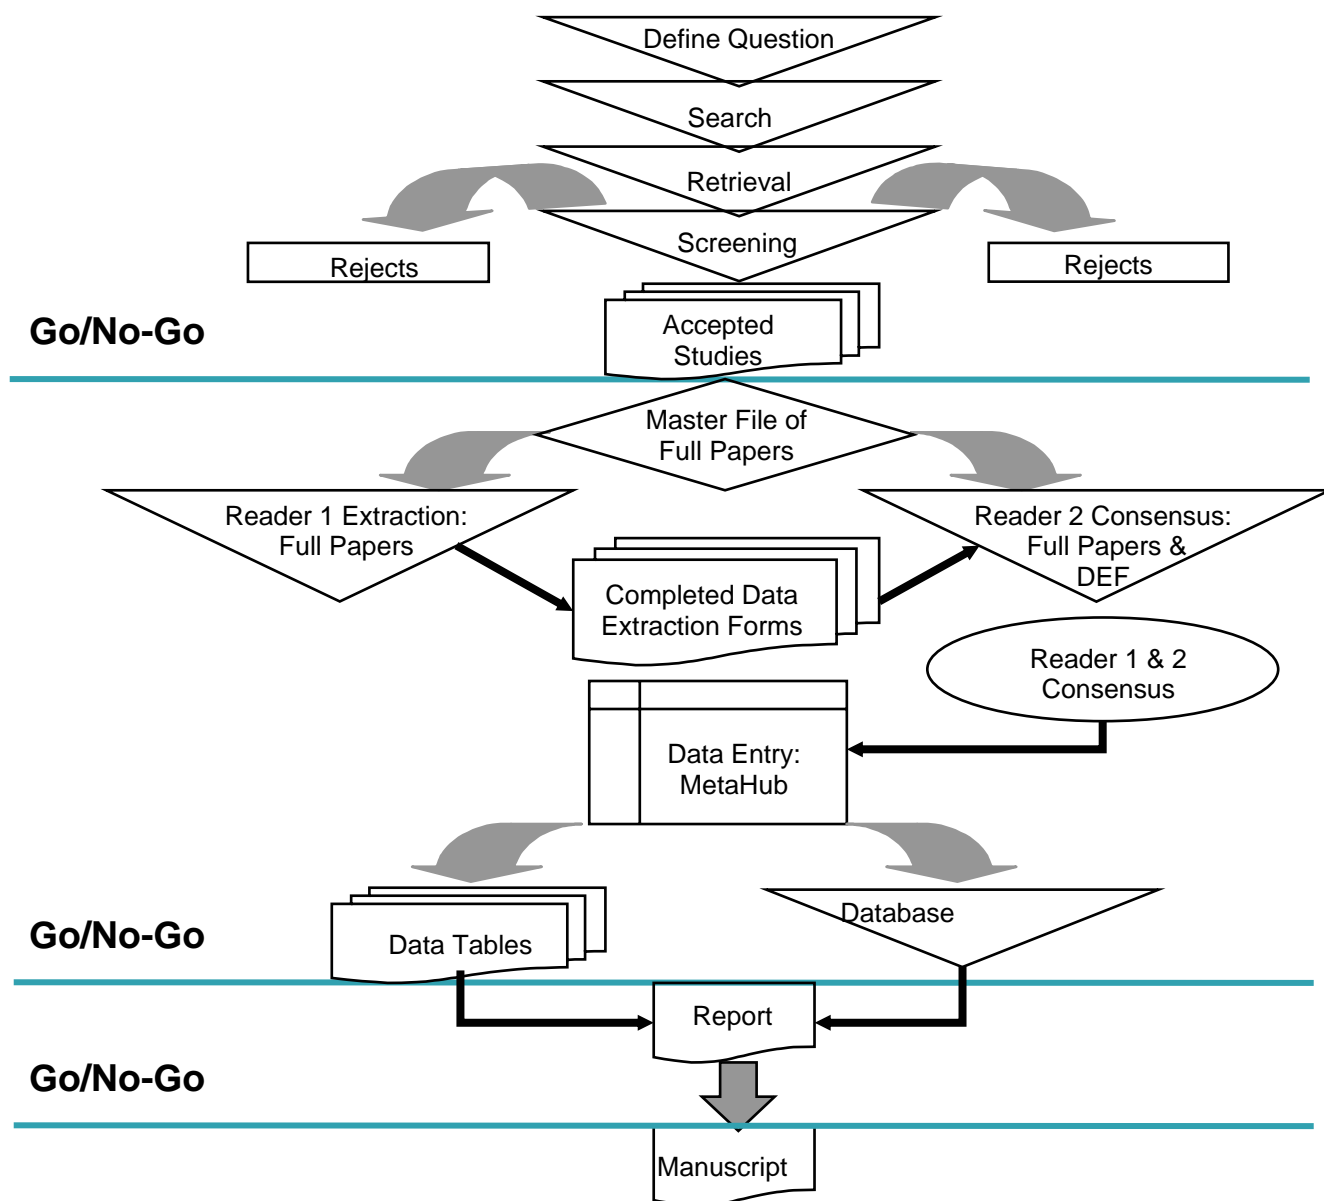 Define Question
Search
Retrieval
Screening
Rejects
Rejects
Go/No-Go
Accepted
Studies
Master File of
Full Papers
Reader 1 Extraction:
Full Papers
Reader 2 Consensus:
Full Papers &
DEF
Completed Data
Extraction Forms
Reader 1 & 2
Consensus
Data Entry:
MetaHub
Database
Go/No-Go
Data Tables
Report
Go/No-Go
Manuscript